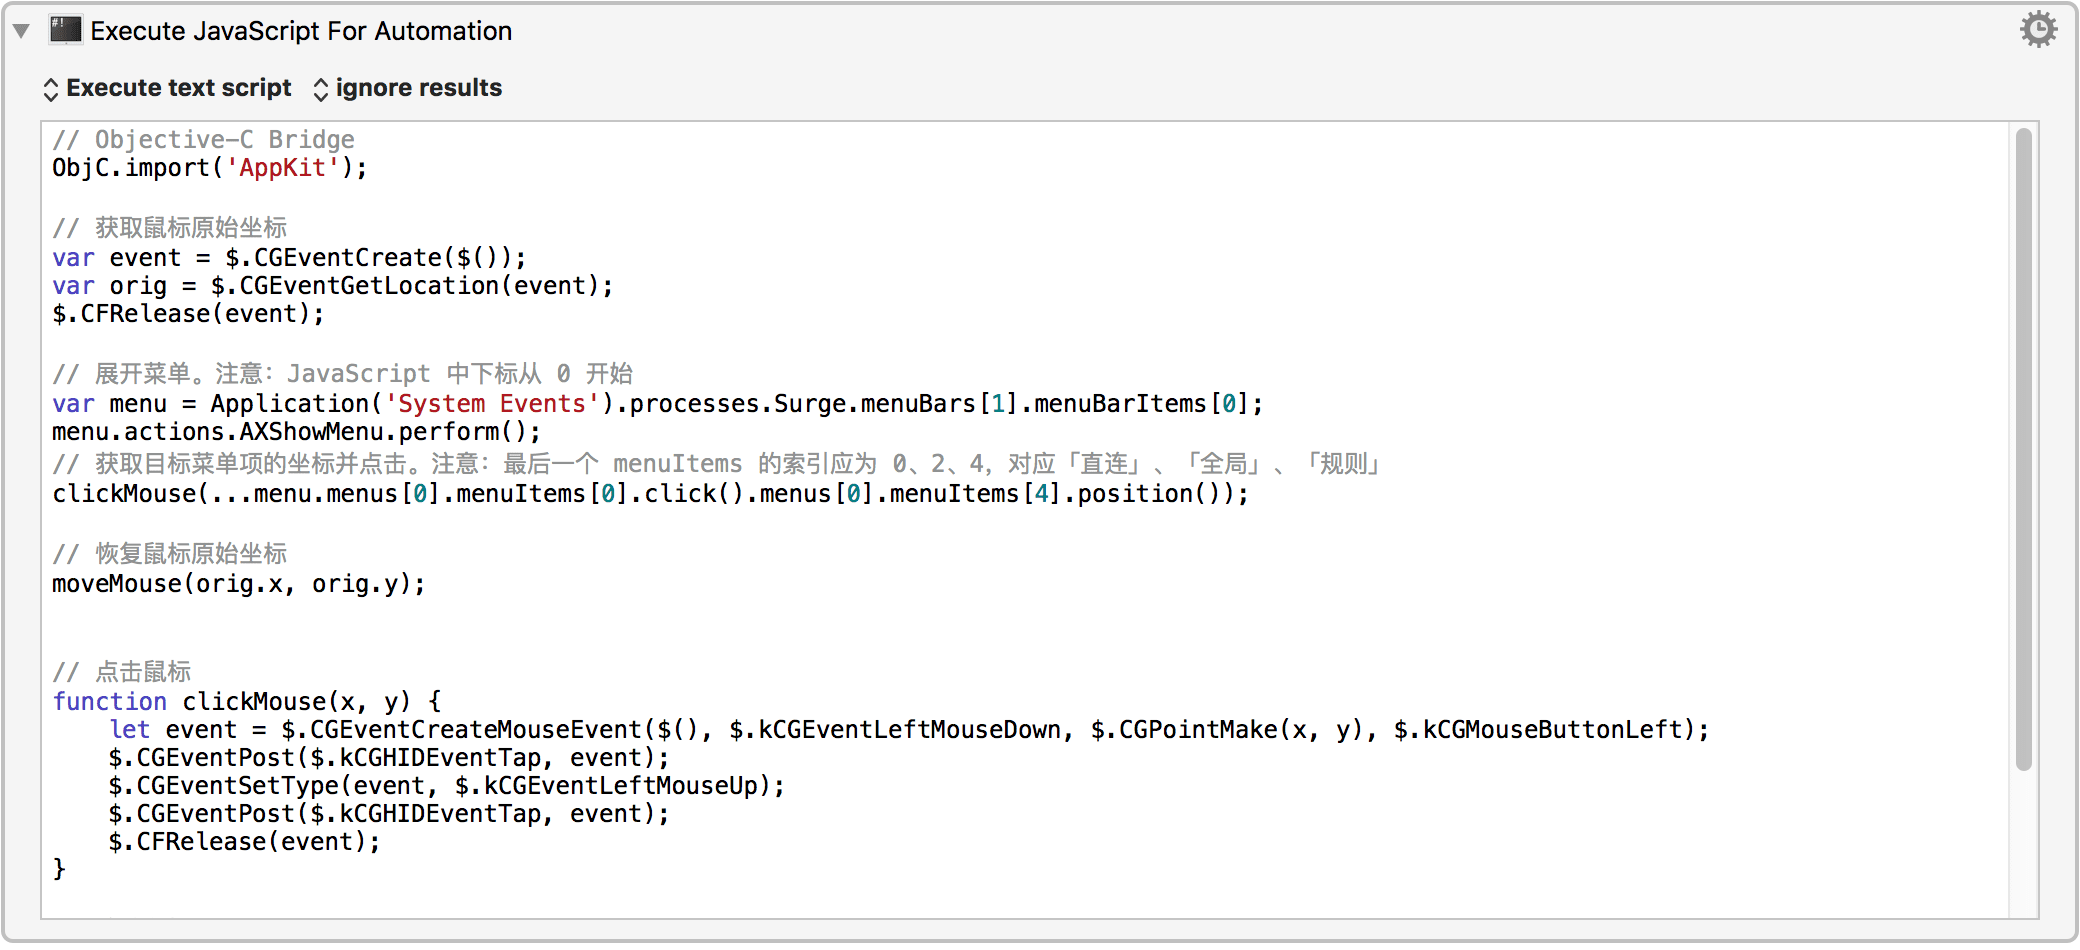 Execute JavaScript For Automation
Execute text script ignore results
// Objective-C Bridge
ObjC.import('AppKit');
// 获取鼠标原始坐标
var event = $.CGEventCreate($());
var orig = $.CGEventGetLocation(event);
$.CFRelease(event);
// 展开菜单。注意：JavaScript 中下标从 0 开始
var menu = Application('System Events').processes.Surge.menuBars[1].menuBarItems[0];
menu.actions.AXShowMenu.perform();
// 获取目标菜单项的坐标并点击。注意：最后一个 menuItems 的索引应为 0、2、4，对应「直连」、「全局」、「规则」
clickMouse(...menu.menus[0].menuItems[0].click().menus[0].menuItems[4].position());
// 恢复鼠标原始坐标
moveMouse(orig.x, orig.y);
// 点击鼠标
function clickMouse(x, y) {
    let event = $.CGEventCreateMouseEvent($(), $.kCGEventLeftMouseDown, $.CGPointMake(x, y), $.kCGMouseButtonLeft);
    $.CGEventPost($.kCGHIDEventTap, event);
    $.CGEventSetType(event, $.kCGEventLeftMouseUp);
    $.CGEventPost($.kCGHIDEventTap, event);
    $.CFRelease(event);
}